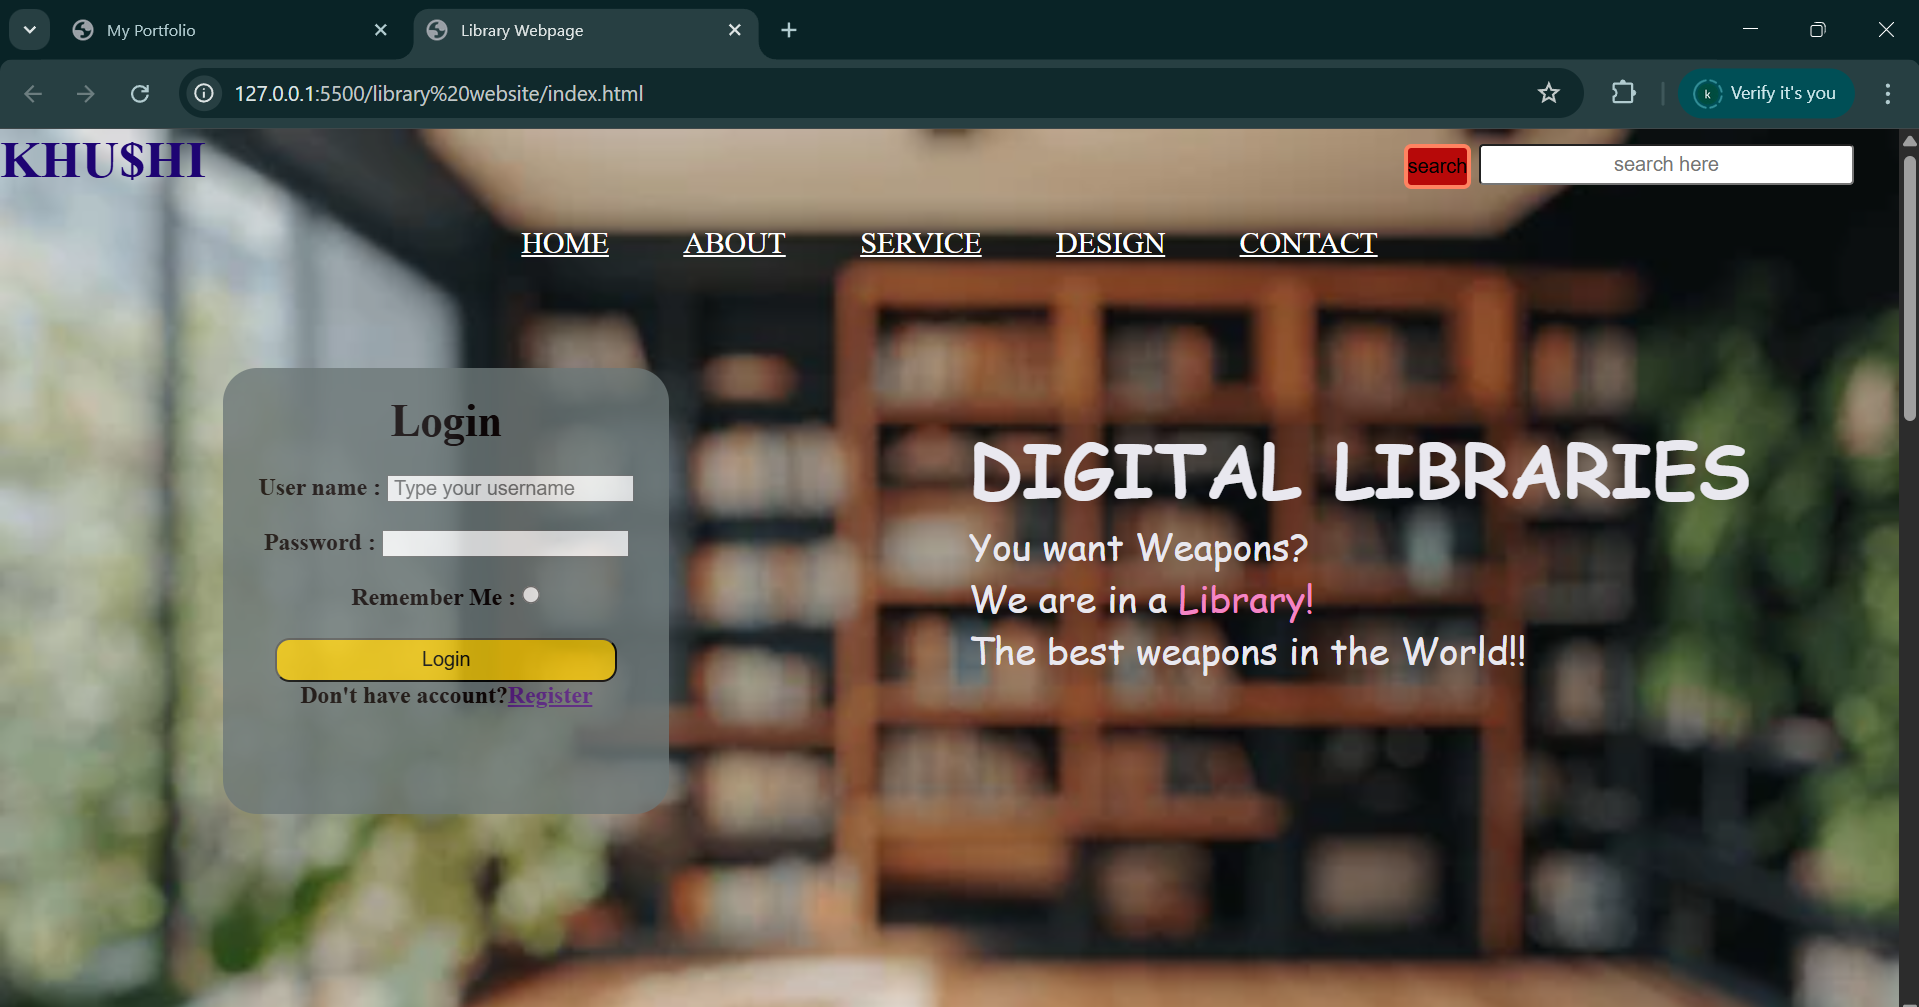 My Portfolio
Library Webpage
127.0.0.1:5500/library%20website/index.html
k
Verify it's you
KHU$HI
search
search here
HOME ABOUT SERVICE DESIGN CONTACT
Login
User name : Type your username
Password :
Remember Me :
Login
Don't have account?Register
DIGITAL LIBRARIES
You want Weapons?
We are in a Library!
The best weapons in the World!!